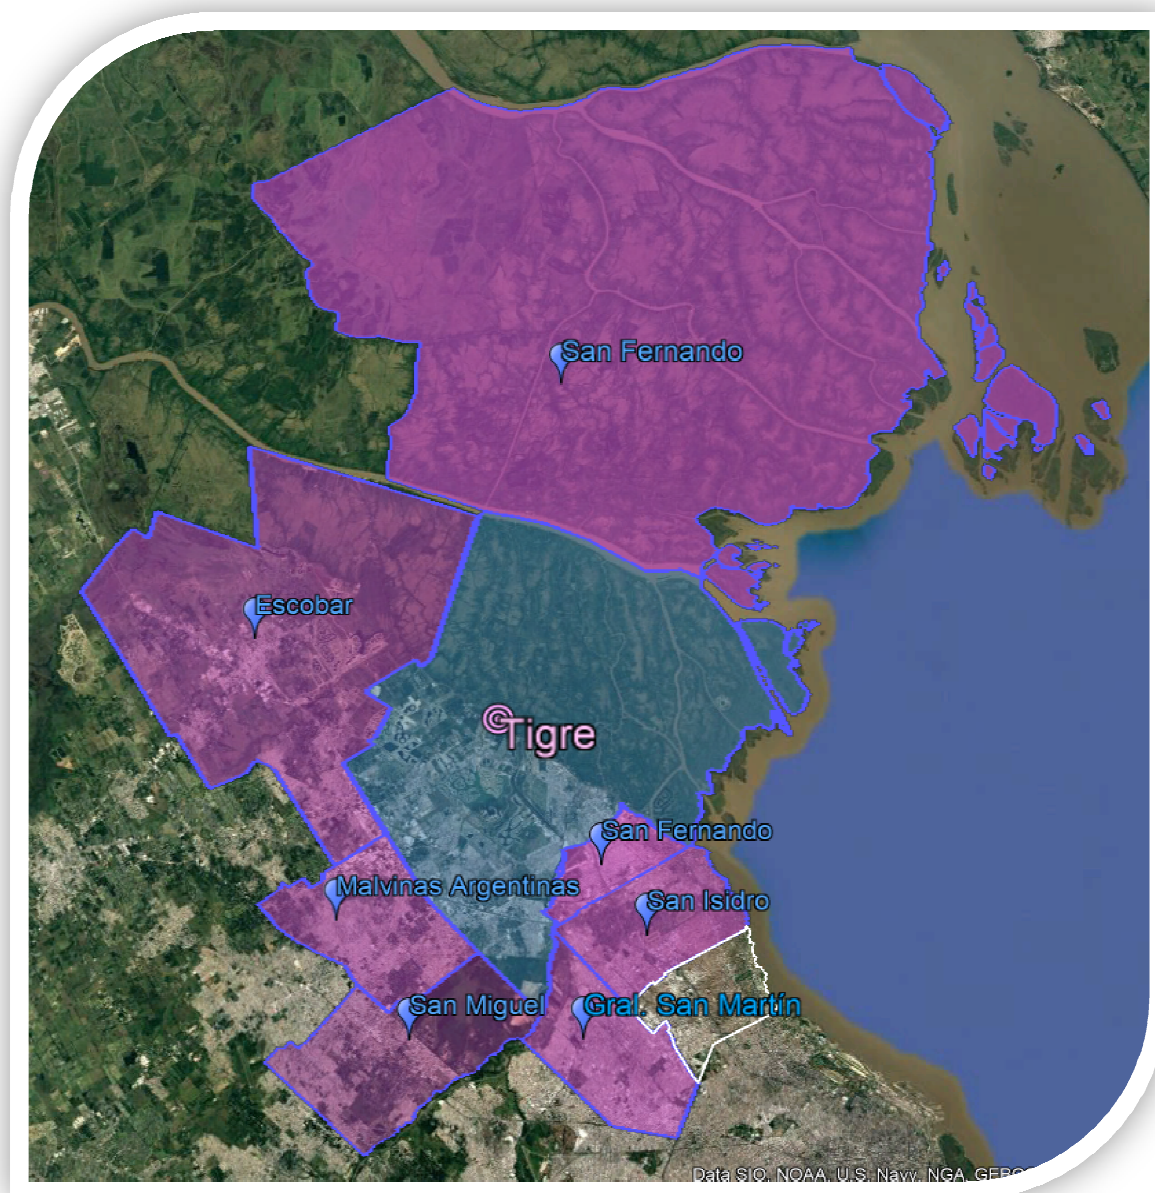 San Fernando
Escobar
Tigre
San Fernando
Malvinas Argentinas
San Isidro
San Miguel
Gral. San Martín
Data SIO, NOAA, U.S. Navy, NGA,